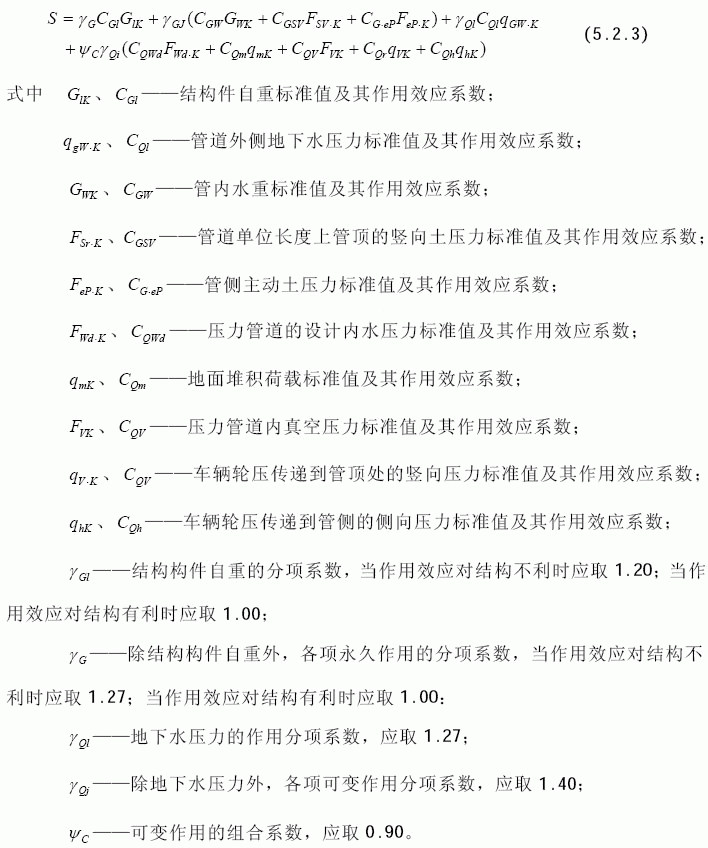 S = γ_G C_{Gl} G_{lK} + γ_{GJ} (C_{GW} G_{WK} + C_{GSV} F_{SV·K} + C_{G·eP} F_{eP·K}) + γ_{Ql} C_{Ql} q_{GW·K}
+ ψ_C γ_{Qi} (C_{QWd} F_{Wd·K} + C_{Qm} q_{mK} + C_{QV} F_{VK} + C_{Qr} q_{VK} + C_{Qh} q_{hK}) (5.2.3)
式中 G_{lK}、C_{Gl}——结构件自重标准值及其作用效应系数；
q_{gW·K}、C_{Ql}——管道外侧地下水压力标准值及其作用效应系数；
G_{WK}、C_{GW}——管内水重标准值及其作用效应系数；
F_{Sr·K}、C_{GSV}——管道单位长度上管顶的竖向土压力标准值及其作用效应系数；
F_{eP·K}、C_{G·eP}——管侧主动土压力标准值及其作用效应系数；
F_{Wd·K}、C_{QWd}——压力管道的设计内水压力标准值及其作用效应系数；
q_{mK}、C_{Qm}——地面堆积荷载标准值及其作用效应系数；
F_{VK}、C_{QV}——压力管道内真空压力标准值及其作用效应系数；
q_{V·K}、C_{QV}——车辆轮压传递到管顶处的竖向压力标准值及其作用效应系数；
q_{hK}、C_{Qh}——车辆轮压传递到管侧的侧向压力标准值及其作用效应系数；
γ_{Gl}——结构构件自重的分项系数，当作用效应对结构不利时应取 1.20；当作
用效应对结构有利时应取 1.00；
γ_G——除结构构件自重外，各项永久作用的分项系数，当作用效应对结构不
利时应取 1.27；当作用效应对结构有利时应取 1.00：
γ_{Ql}——地下水压力的作用分项系数，应取 1.27；
γ_{Qi}——除地下水压力外，各项可变作用分项系数，应取 1.40；
ψ_C——可变作用的组合系数，应取 0.90。